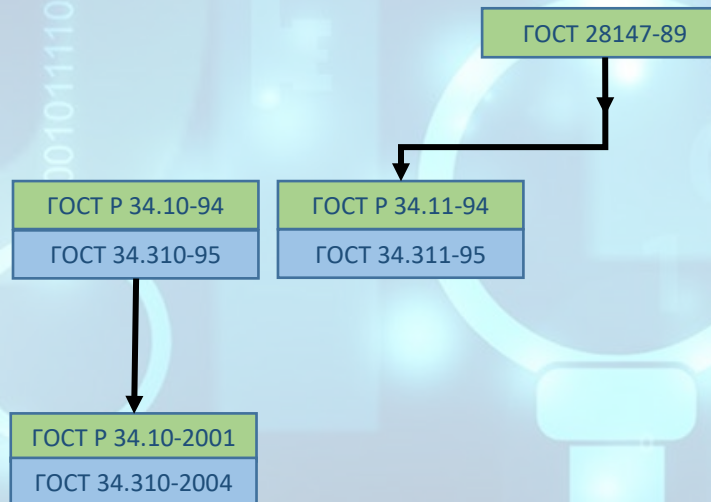 001011110
ГОСТ 28147-89
ГОСТ Р 34.10-94
ГОСТ 34.310-95
ГОСТ Р 34.11-94
ГОСТ 34.311-95
ГОСТ Р 34.10-2001
ГОСТ 34.310-2004